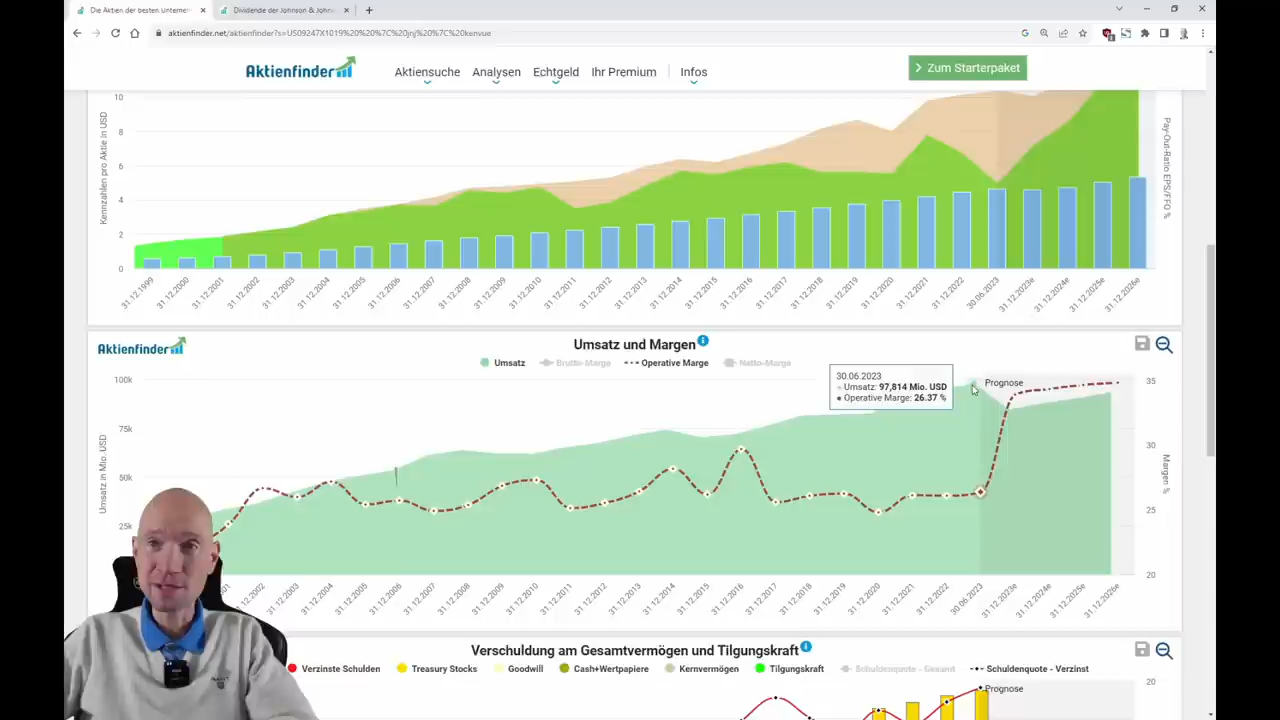 Die Aktien der besten Unterneh
Dividende der Johnson & Johns
aktienfinder.net/aktienfinder?s=US09247X1019%20%20%7C%20jnj%20%7C%20kenvue
Aktienfinder
Aktiensuche
Analysen
Echtgeld
Ihr Premium
Infos
Zum Starterpaket
Kennzahlen pro Aktie in USD
10
8
6
4
2
0
Pay-Out-Ratio EPS/FFO %
31.12.1999
31.12.2000
31.12.2001
31.12.2002
31.12.2003
31.12.2004
31.12.2005
31.12.2006
31.12.2007
31.12.2008
31.12.2009
31.12.2010
31.12.2011
31.12.2012
31.12.2013
31.12.2014
31.12.2015
31.12.2016
31.12.2017
31.12.2018
31.12.2019
31.12.2020
31.12.2021
31.12.2022
30.06.2023
31.12.2023e
31.12.2024e
31.12.2025e
31.12.2026e
Aktienfinder
Umsatz und Margen
Umsatz
Brutto-Marge
Operative Marge
Netto-Marge
30.06.2023
Umsatz: 97,814 Mio. USD
Operative Marge: 26.37 %
Prognose
Umsatz in Mio. USD
100k
75k
50k
25k
35
30
25
20
Margen %
31.12.2002
31.12.2003
31.12.2004
31.12.2005
31.12.2006
31.12.2007
31.12.2008
31.12.2009
31.12.2010
31.12.2011
31.12.2012
31.12.2013
31.12.2014
31.12.2015
31.12.2016
31.12.2017
31.12.2018
31.12.2019
31.12.2020
31.12.2021
31.12.2022
30.06.2023
31.12.2023e
31.12.2024e
31.12.2025e
31.12.2026e
Verschuldung am Gesamtvermögen und Tilgungskraft
Verzinste Schulden
Treasury Stocks
Goodwill
Cash+Wertpapiere
Kernvermögen
Tilgungskraft
Schuldenquote - Gesamt
Schuldenquote - Verzinst
Prognose
20